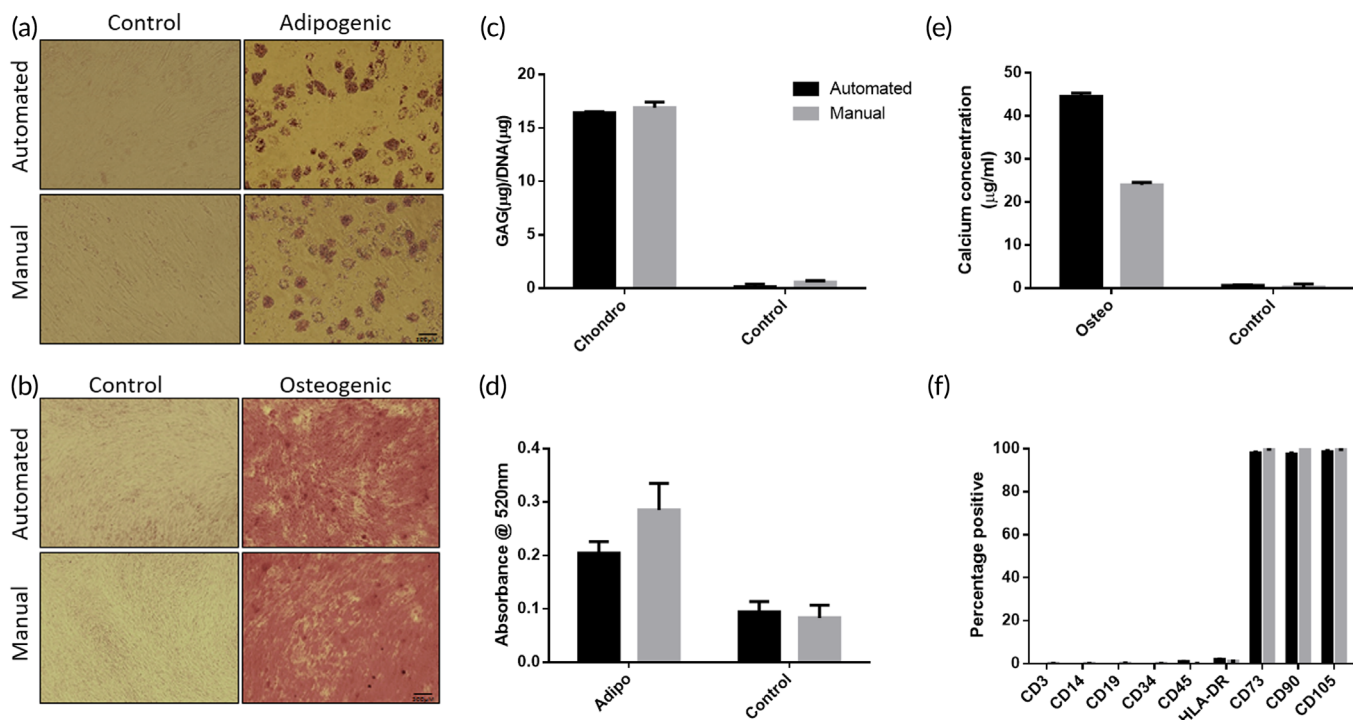 (a)
Control
Adipogenic
Automated
Manual
(b)
Control
Osteogenic
Automated
Manual
(c)
GAG(µg)/DNA(µg)
20
15
10
5
0
Chondro
Control
Automated
Manual
(d)
Absorbance @ 520nm
0.4
0.3
0.2
0.1
0.0
Adipo
Control
(e)
Calcium concentration
(µg/ml)
50
40
30
20
10
0
Osteo
Control
(f)
Percentage positive
100
80
60
40
20
0
CD3
CD14
CD19
CD34
CD45
HLA-DR
CD73
CD90
CD105